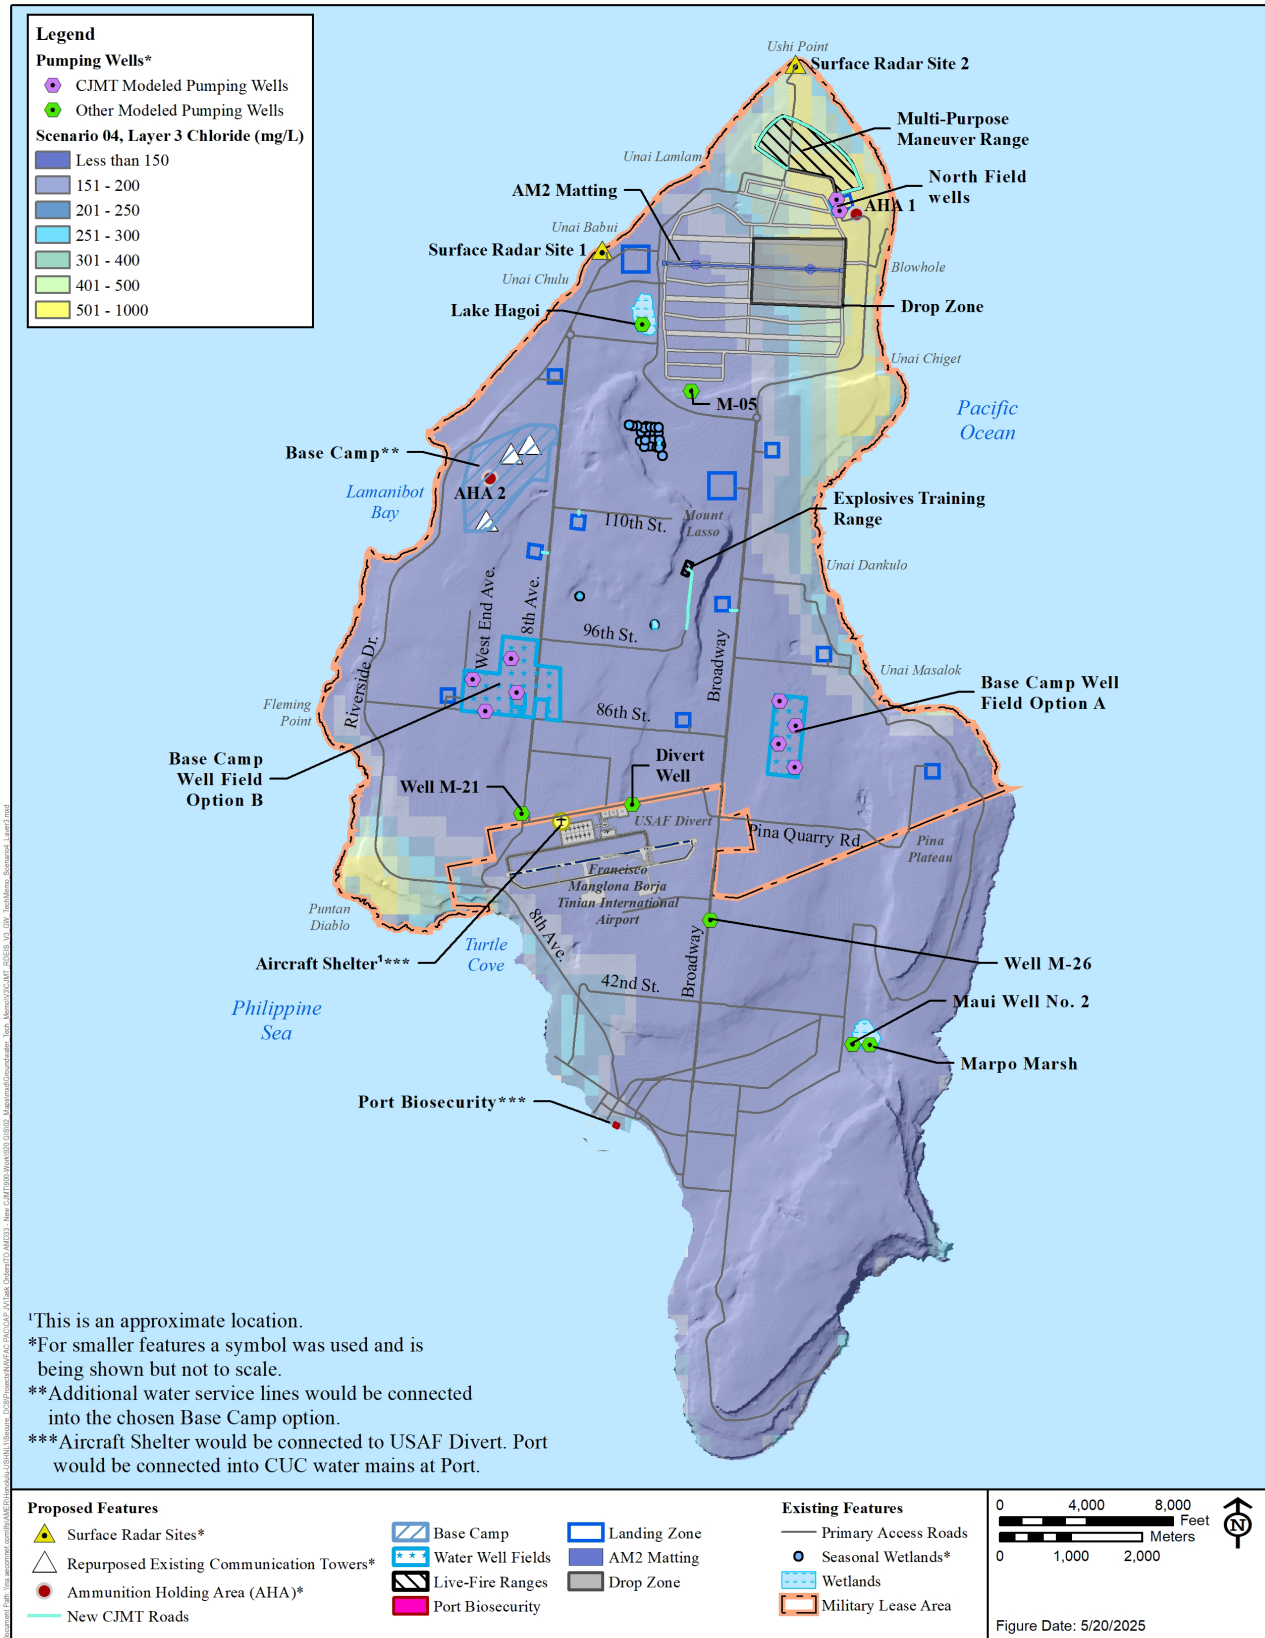 Legend
Pumping Wells*
CJMT Modeled Pumping Wells
Other Modeled Pumping Wells
Scenario 04, Layer 3 Chloride (mg/L)
Less than 150
151 - 200
201 - 250
251 - 300
301 - 400
401 - 500
501 - 1000
Ushi Point
Surface Radar Site 2
Multi-Purpose
Maneuver Range
Unai Lamlam
North Field
wells
AM2 Matting
AHA 1
Unai Babui
Surface Radar Site 1
Blowhole
Unai Chulu
Lake Hagoi
Drop Zone
Unai Chiget
M-05
Pacific
Ocean
Base Camp**
AHA 2
Lamanibot
Bay
Explosives Training
Range
110th St.
Mount
Lasso
Unai Dankulo
West End Ave.
8th Ave.
96th St.
Broadway
Riverside Dr.
Unai Masalok
Base Camp Well
Field Option A
Fleming
Point
86th St.
Base Camp
Well Field
Option B
Divert
Well
Well M-21
USAF Divert
Pina Quarry Rd.
Pina
Plateau
Francisco
Manglona Borja
Tinian International
Airport
Puntan
Diablo
8th Ave.
Turtle
Cove
Aircraft Shelter¹***
Broadway
Well M-26
42nd St.
Philippine
Sea
Maui Well No. 2
Marpo Marsh
Port Biosecurity***
¹This is an approximate location.
*For smaller features a symbol was used and is
being shown but not to scale.
**Additional water service lines would be connected
into the chosen Base Camp option.
***Aircraft Shelter would be connected to USAF Divert. Port
would be connected into CUC water mains at Port.
Proposed Features
Surface Radar Sites*
Repurposed Existing Communication Towers*
Ammunition Holding Area (AHA)*
New CJMT Roads
Base Camp
Water Well Fields
Live-Fire Ranges
Port Biosecurity
Landing Zone
AM2 Matting
Drop Zone
Existing Features
Primary Access Roads
Seasonal Wetlands*
Wetlands
Military Lease Area
0 4,000 8,000
Feet
Meters
0 1,000 2,000
N
Figure Date: 5/20/2025